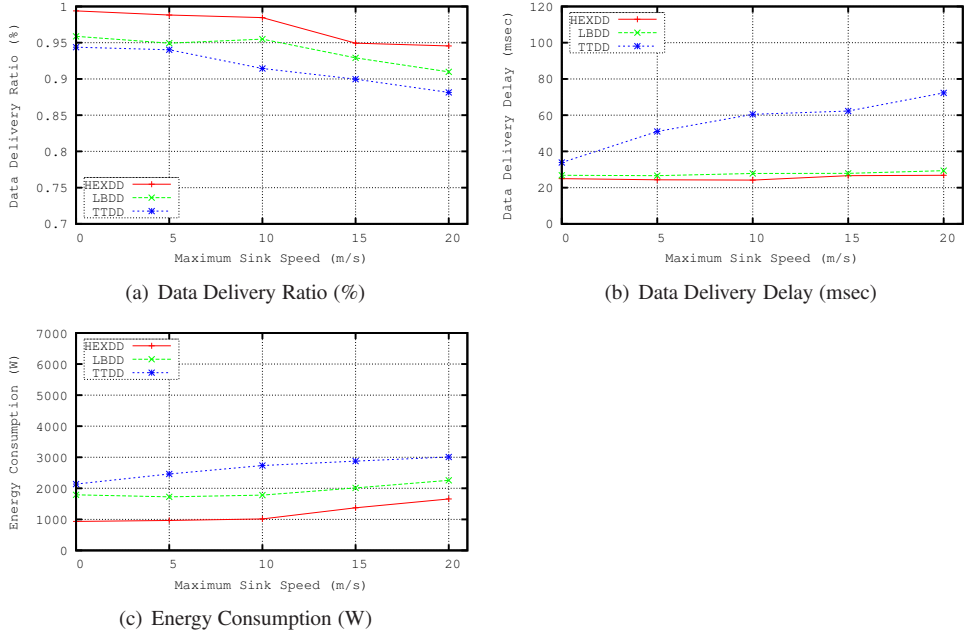 1
0.95
0.9
0.85
0.8
0.75
0.7
Data Delivery Ratio (%)
HEXDD
LBDD
TTDD
0 5 10 15 20
Maximum Sink Speed (m/s)
(a) Data Delivery Ratio (%)
120
100
80
60
40
20
0
Data Delivery Delay (msec)
HEXDD
LBDD
TTDD
0 5 10 15 20
Maximum Sink Speed (m/s)
(b) Data Delivery Delay (msec)
7000
6000
5000
4000
3000
2000
1000
0
Energy Consumption (W)
HEXDD
LBDD
TTDD
0 5 10 15 20
Maximum Sink Speed (m/s)
(c) Energy Consumption (W)